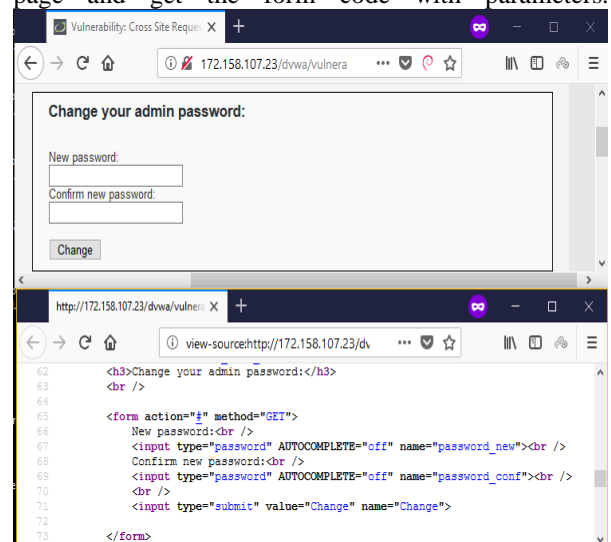 page and get the form code with parameters.
Vulnerability: Cross Site Reques
172.158.107.23/dvwa/vulnera
Change your admin password:
New password:
Confirm new password:
Change
http://172.158.107.23/dvwa/vulnera
view-source:http://172.158.107.23/dv
62 <h3>Change your admin password:</h3>
63 <br />
64
65 <form action="#" method="GET">
66 New password:<br />
67 <input type="password" AUTOCOMPLETE="off" name="password_new"><br />
68 Confirm new password:<br />
69 <input type="password" AUTOCOMPLETE="off" name="password_conf"><br />
70 <br />
71 <input type="submit" value="Change" name="Change">
72
73 </form>